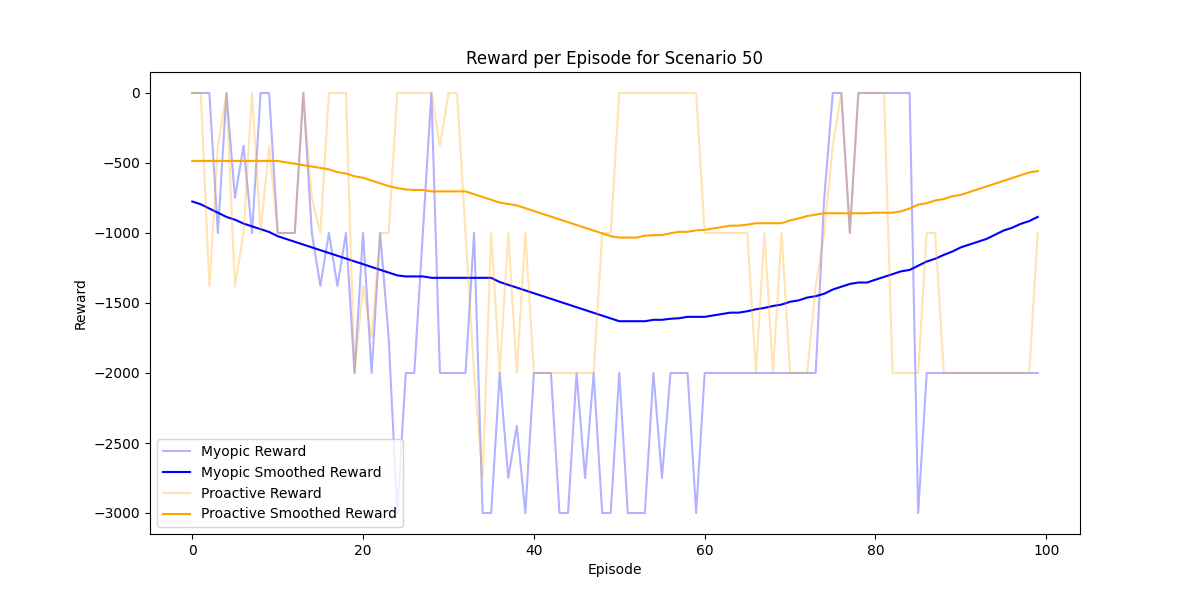 Reward per Episode for Scenario 50
Reward
0
−500
−1000
−1500
−2000
−2500
−3000
Myopic Reward
Myopic Smoothed Reward
Proactive Reward
Proactive Smoothed Reward
0 20 40 60 80 100
Episode